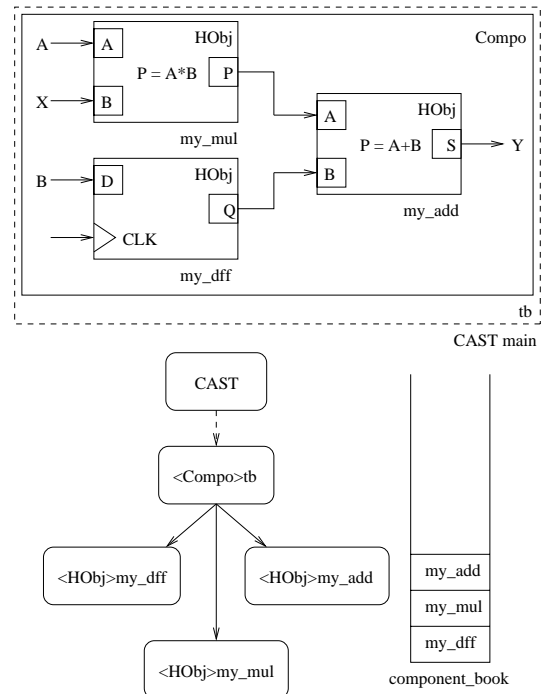 Compo
HObj
A
A
P = A*B
P
X
B
my_mul
HObj
A
P = A+B
S
Y
B
my_add
HObj
B
D
Q
CLK
my_dff
tb
CAST main
CAST
<Compo>tb
<HObj>my_dff
<HObj>my_add
<HObj>my_mul
my_add
my_mul
my_dff
component_book